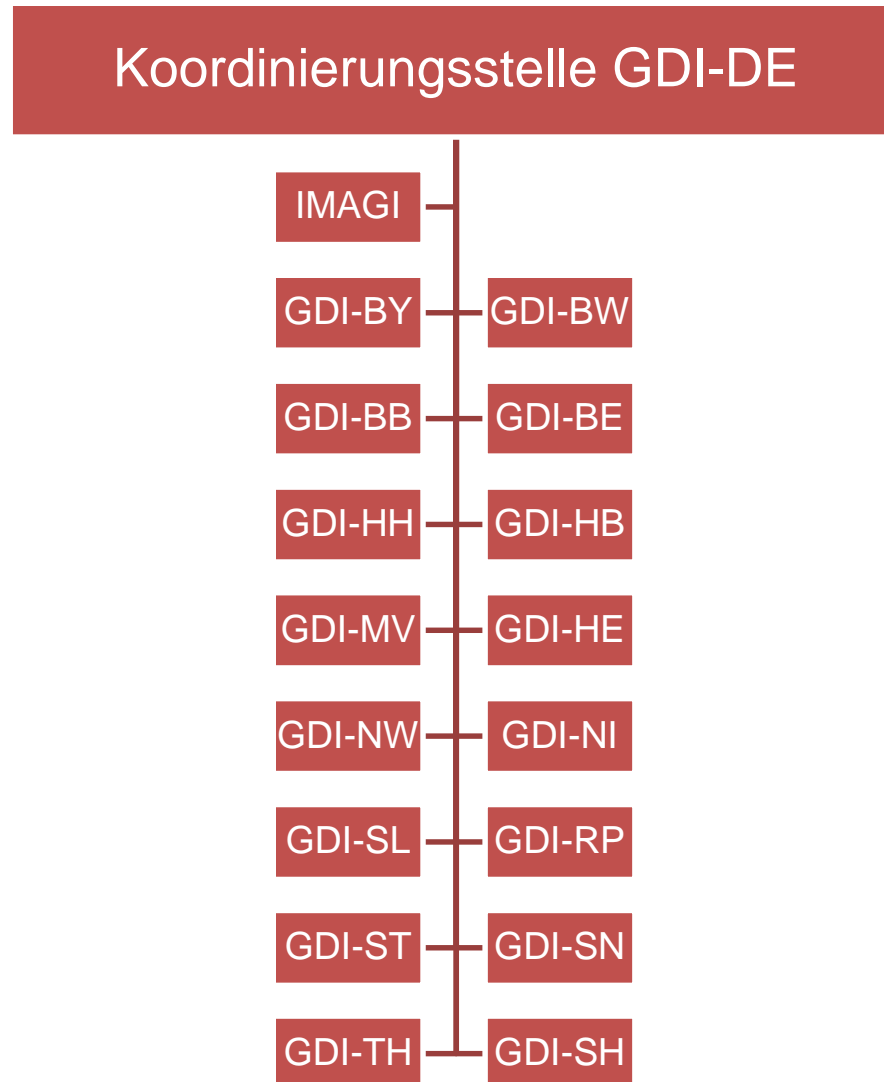 Koordinierungsstelle GDI-DE
IMAGI
GDI-BY GDI-BW
GDI-BB GDI-BE
GDI-HH GDI-HB
GDI-MV GDI-HE
GDI-NW GDI-NI
GDI-SL GDI-RP
GDI-ST GDI-SN
GDI-TH GDI-SH